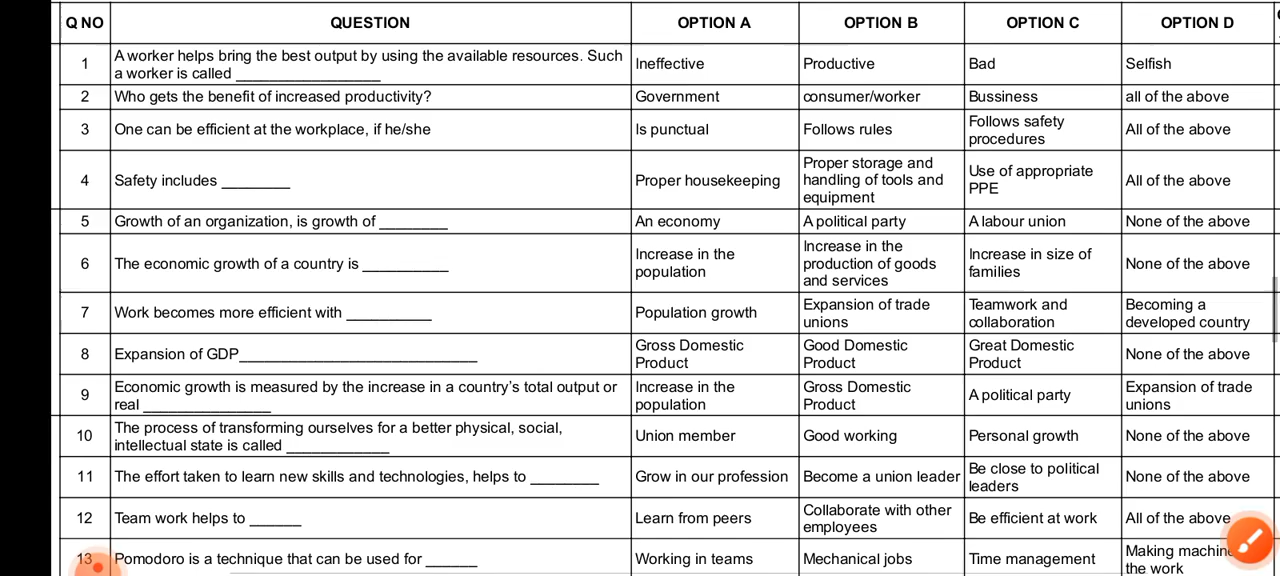 Q NO QUESTION OPTION A OPTION B OPTION C OPTION D
1 A worker helps bring the best output by using the available resources. Such a worker is called _________________ Ineffective Productive Bad Selfish
2 Who gets the benefit of increased productivity? Government consumer/worker Bussiness all of the above
3 One can be efficient at the workplace, if he/she Is punctual Follows rules Follows safety procedures All of the above
4 Safety includes ________ Proper housekeeping Proper storage and handling of tools and equipment Use of appropriate PPE All of the above
5 Growth of an organization, is growth of ________ An economy A political party A labour union None of the above
6 The economic growth of a country is __________ Increase in the population Increase in the production of goods and services Increase in size of families None of the above
7 Work becomes more efficient with __________ Population growth Expansion of trade unions Teamwork and collaboration Becoming a developed country
8 Expansion of GDP____________________________ Gross Domestic Product Good Domestic Product Great Domestic Product None of the above
9 Economic growth is measured by the increase in a country's total output or real _______________ Increase in the population Gross Domestic Product A political party Expansion of trade unions
10 The process of transforming ourselves for a better physical, social, intellectual state is called ____________ Union member Good working Personal growth None of the above
11 The effort taken to learn new skills and technologies, helps to ________ Grow in our profession Become a union leader Be close to political leaders None of the above
12 Team work helps to ______ Learn from peers Collaborate with other employees Be efficient at work All of the above
13 Pomodoro is a technique that can be used for ______ Working in teams Mechanical jobs Time management Making the work